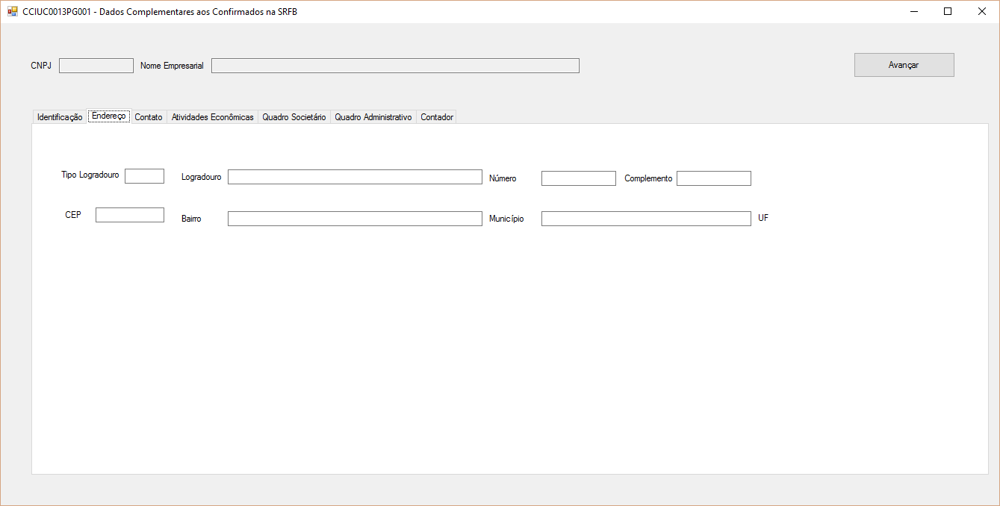 CCIUC0013PG001 - Dados Complementares aos Confirmados na SRFB
CNPJ Nome Empresarial Avançar
Identificação Endereço Contato Atividades Econômicas Quadro Societário Quadro Administrativo Contador
Tipo Logradouro Logradouro Número Complemento
CEP Bairro Município UF